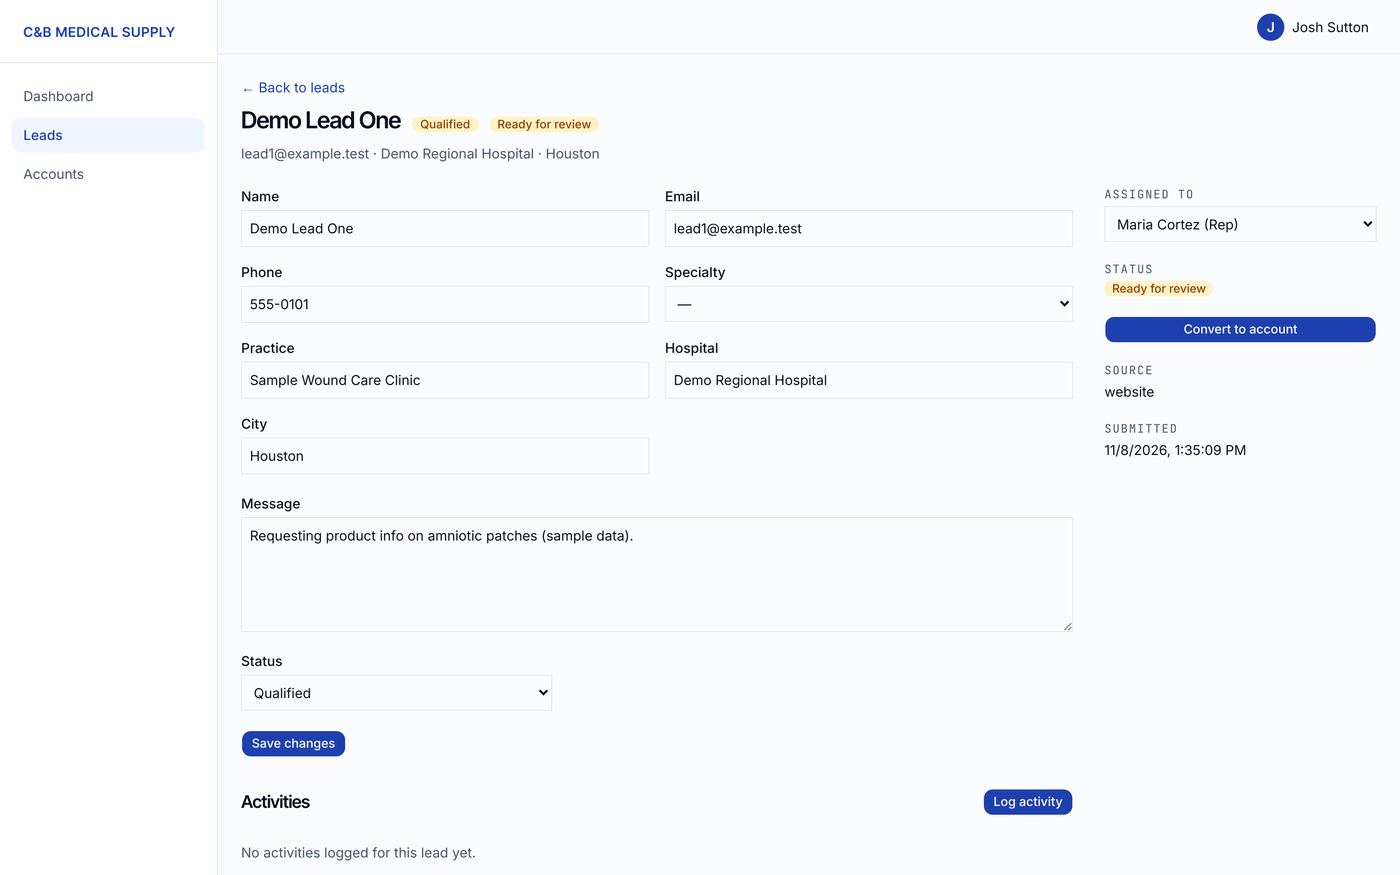 C&B MEDICAL SUPPLY
J Josh Sutton
Dashboard
Leads
Accounts
← Back to leads
Demo Lead One Qualified Ready for review
lead1@example.test · Demo Regional Hospital · Houston
Name
Demo Lead One
Email
lead1@example.test
Phone
555-0101
Specialty
—
Practice
Sample Wound Care Clinic
Hospital
Demo Regional Hospital
City
Houston
Message
Requesting product info on amniotic patches (sample data).
Status
Qualified
Save changes
Activities
Log activity
No activities logged for this lead yet.
ASSIGNED TO
Maria Cortez (Rep)
STATUS
Ready for review
Convert to account
SOURCE
website
SUBMITTED
11/8/2026, 1:35:09 PM